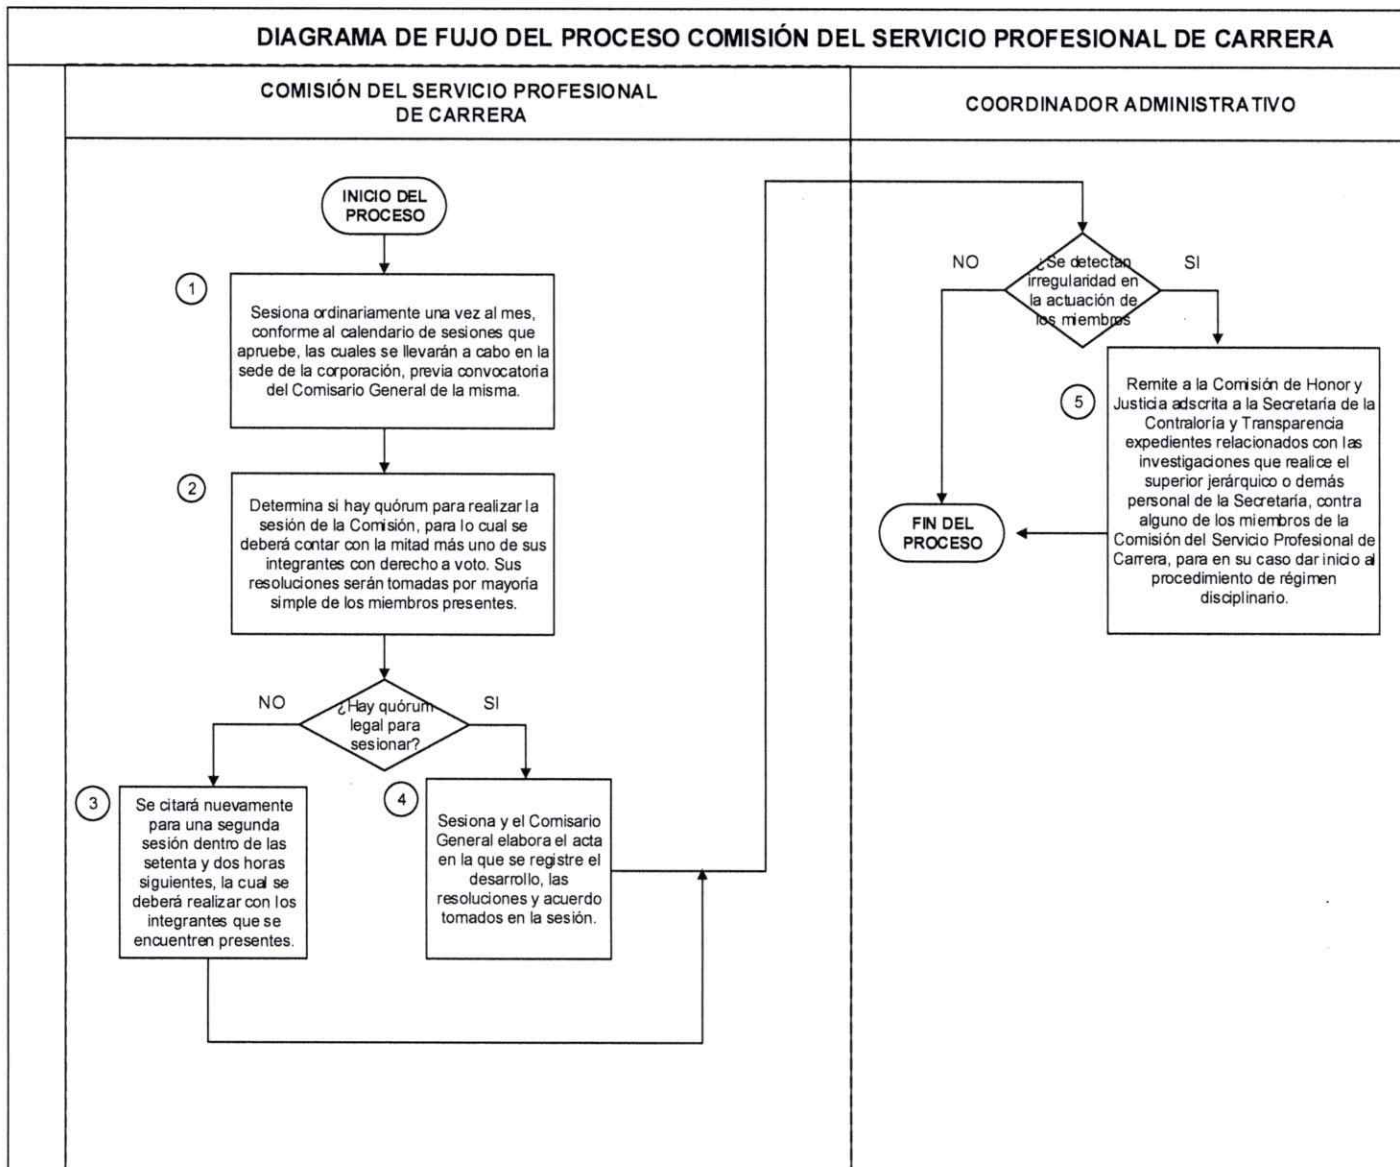 DIAGRAMA DE FUJO DEL PROCESO COMISIÓN DEL SERVICIO PROFESIONAL DE CARRERA
COMISIÓN DEL SERVICIO PROFESIONAL
DE CARRERA
COORDINADOR ADMINISTRATIVO
INICIO DEL
PROCESO
1
Sesiona ordinariamente una vez al mes,
conforme al calendario de sesiones que
apruebe, las cuales se llevarán a cabo en la
sede de la corporación, previa convocatoria
del Comisario General de la misma.
2
Determina si hay quórum para realizar la
sesión de la Comisión, para lo cual se
deberá contar con la mitad más uno de sus
integrantes con derecho a voto. Sus
resoluciones serán tomadas por mayoría
simple de los miembros presentes.
NO
¿Hay quórum
legal para
sesionar?
SI
3
Se citará nuevamente
para una segunda
sesión dentro de las
setenta y dos horas
siguientes, la cual se
deberá realizar con los
integrantes que se
encuentren presentes.
4
Sesiona y el Comisario
General elabora el acta
en la que se registre el
desarrollo, las
resoluciones y acuerdo
tomados en la sesión.
NO
¿Se detectan
irregularidad en
la actuación de
los miembros
SI
5
Remite a la Comisión de Honor y
Justicia adscrita a la Secretaría de la
Contraloría y Transparencia
expedientes relacionados con las
investigaciones que realice el
superior jerárquico o demás
personal de la Secretaría, contra
alguno de los miembros de la
Comisión del Servicio Profesional de
Carrera, para en su caso dar inicio al
procedimiento de régimen
disciplinario.
FIN DEL
PROCESO